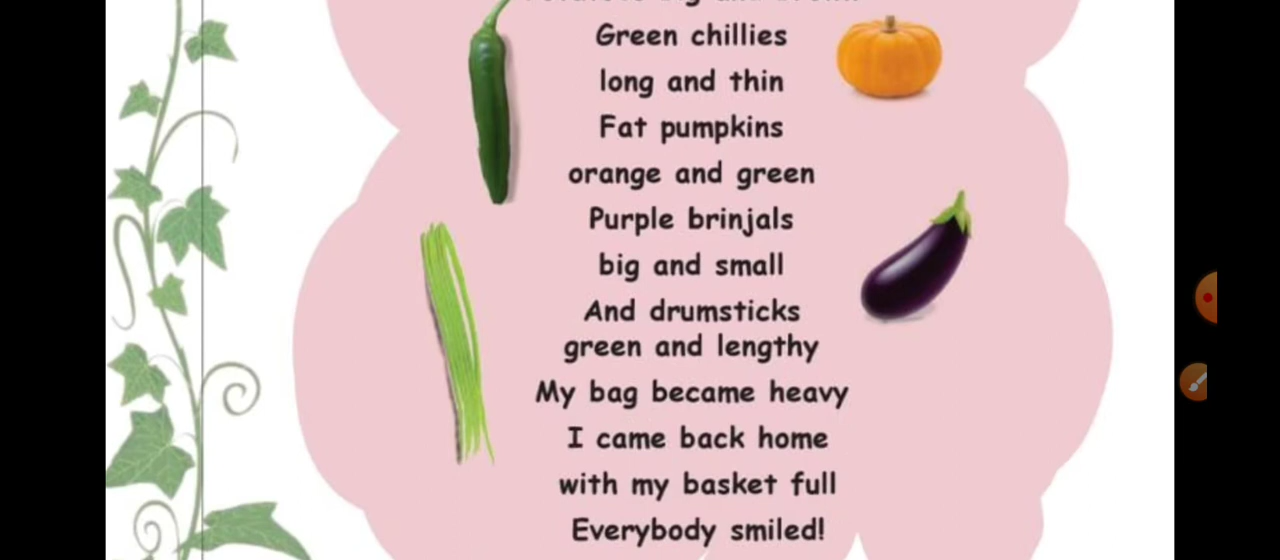 Green chillies
long and thin
Fat pumpkins
orange and green
Purple brinjals
big and small
And drumsticks
green and lengthy
My bag became heavy
I came back home
with my basket full
Everybody smiled!